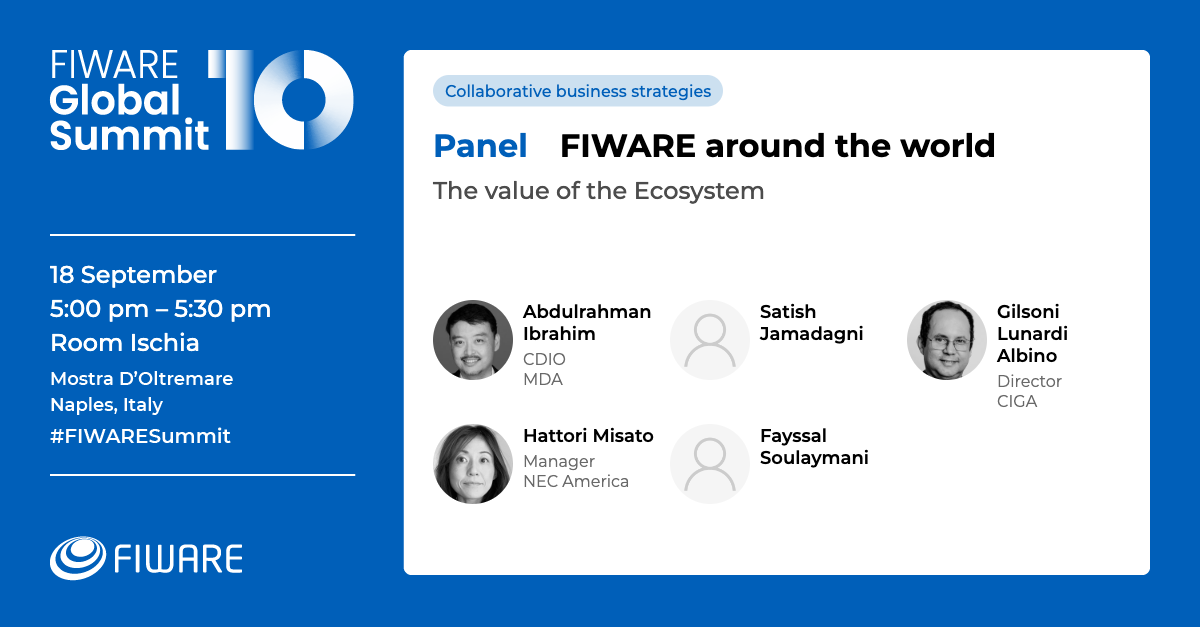 FIWARE
Global
Summit
10
18 September
5:00 pm – 5:30 pm
Room Ischia
Mostra D’Oltremare
Naples, Italy
#FIWARESummit
FIWARE
Collaborative business strategies
Panel FIWARE around the world
The value of the Ecosystem
Abdulrahman
Ibrahim
CDIO
MDA
Satish
Jamadagni
Gilsoni
Lunardi
Albino
Director
CIGA
Hattori Misato
Manager
NEC America
Fayssal
Soulaymani